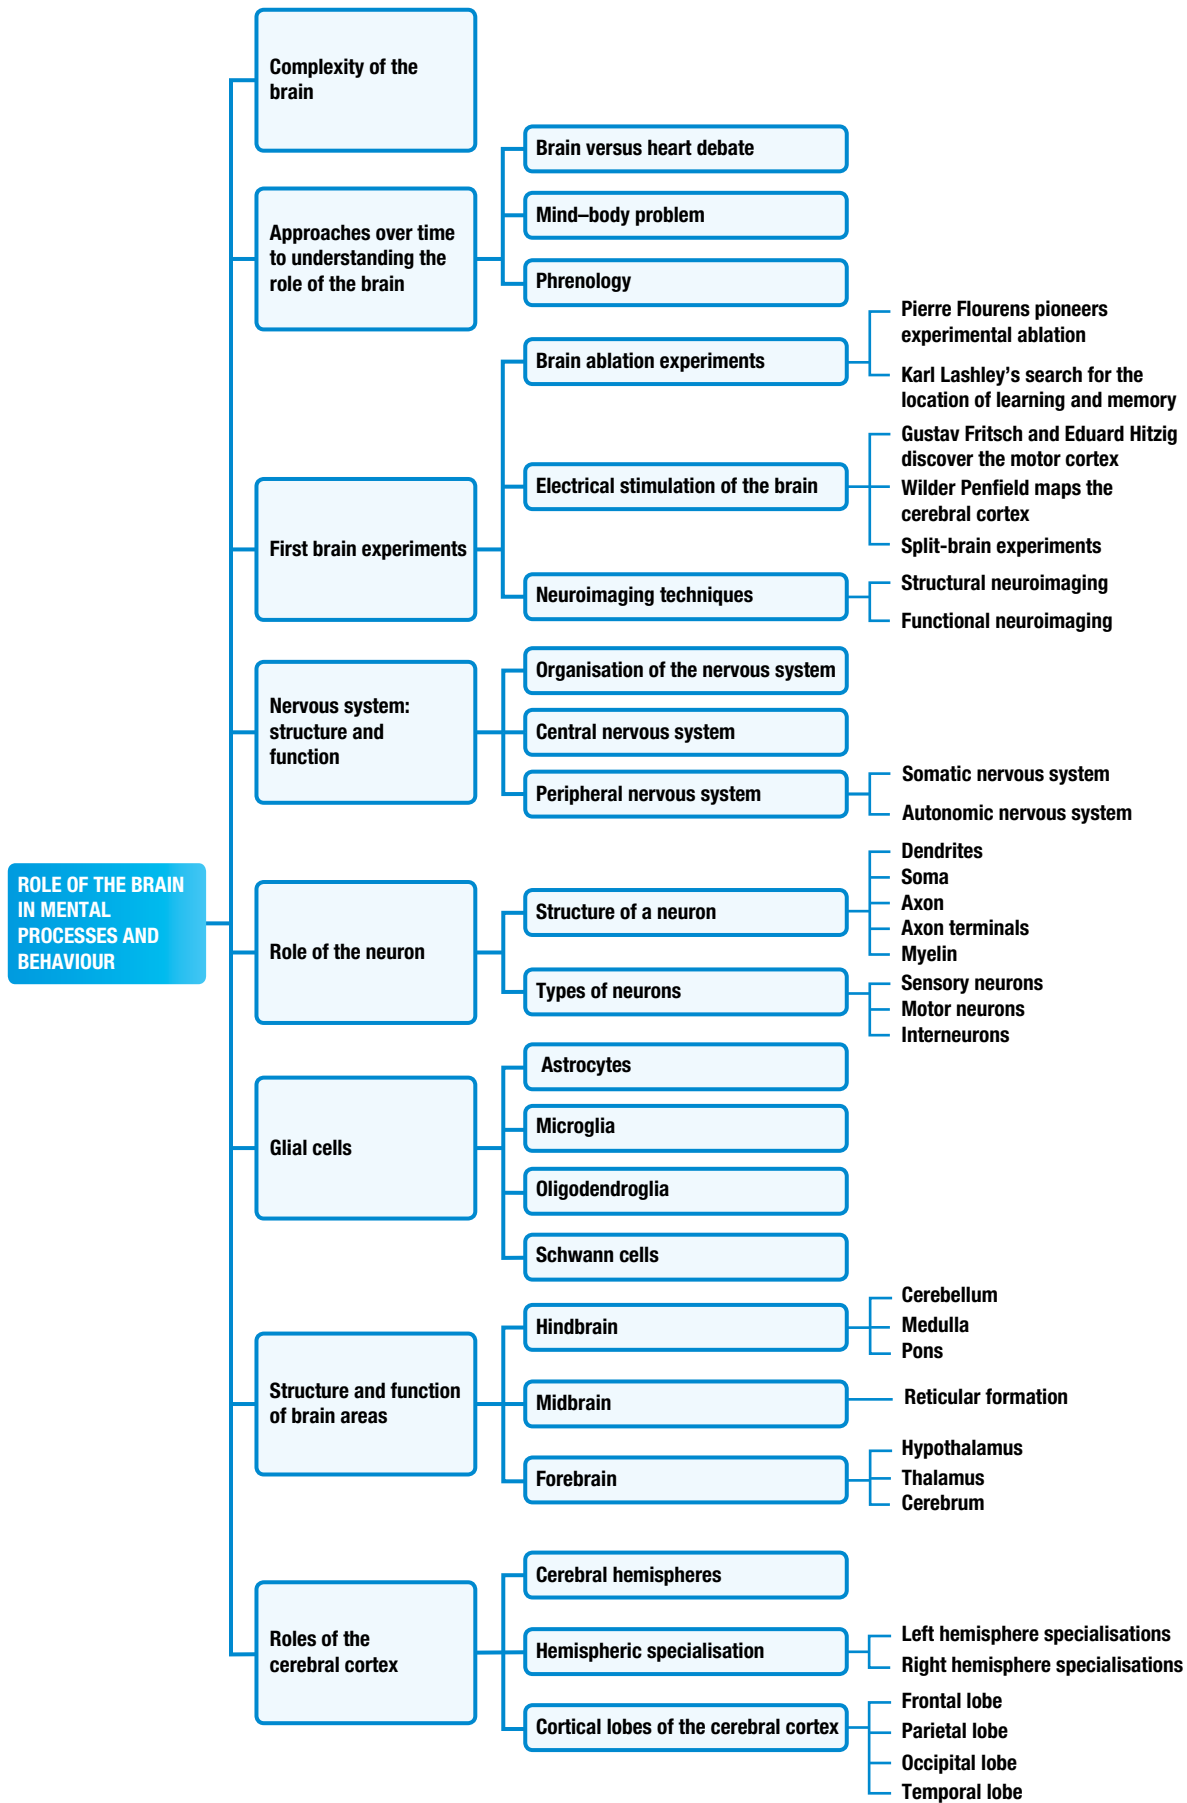 Complexity of the
brain
Approaches over time
to understanding the
role of the brain
Brain versus heart debate
Mind–body problem
Phrenology
First brain experiments
Brain ablation experiments
Pierre Flourens pioneers
experimental ablation
Karl Lashley's search for the
location of learning and memory
Electrical stimulation of the brain
Gustav Fritsch and Eduard Hitzig
discover the motor cortex
Wilder Penfield maps the
cerebral cortex
Split-brain experiments
Neuroimaging techniques
Structural neuroimaging
Functional neuroimaging
Nervous system:
structure and
function
Organisation of the nervous system
Central nervous system
Peripheral nervous system
Somatic nervous system
Autonomic nervous system
ROLE OF THE BRAIN
IN MENTAL
PROCESSES AND
BEHAVIOUR
Role of the neuron
Structure of a neuron
Dendrites
Soma
Axon
Axon terminals
Myelin
Types of neurons
Sensory neurons
Motor neurons
Interneurons
Glial cells
Astrocytes
Microglia
Oligodendroglia
Schwann cells
Structure and function
of brain areas
Hindbrain
Cerebellum
Medulla
Pons
Midbrain
Reticular formation
Forebrain
Hypothalamus
Thalamus
Cerebrum
Roles of the
cerebral cortex
Cerebral hemispheres
Hemispheric specialisation
Left hemisphere specialisations
Right hemisphere specialisations
Cortical lobes of the cerebral cortex
Frontal lobe
Parietal lobe
Occipital lobe
Temporal lobe